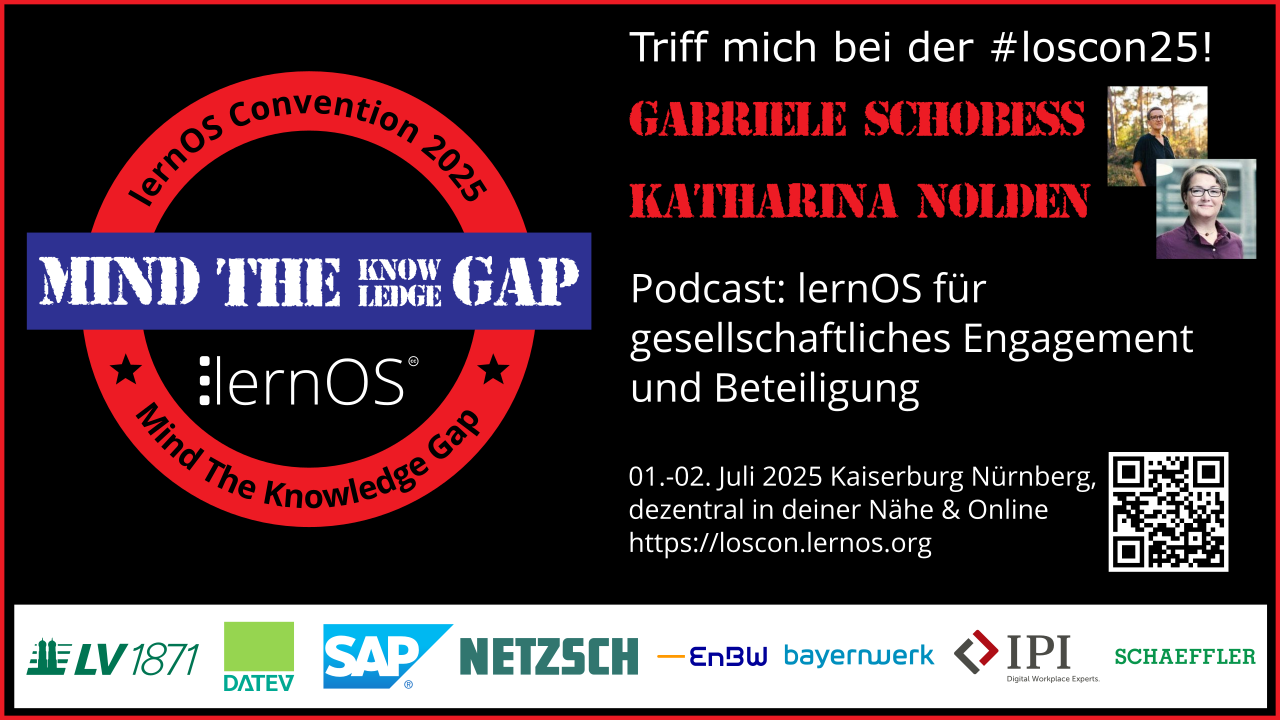 Triff mich bei der #loscon25!
GABRIELE SCHOBESS
KATHARINA NOLDEN
lernOS Convention 2025
MIND THE KNOW LEDGE GAP
lernOS
Mind The Knowledge Gap
Podcast: lernOS für
gesellschaftliches Engagement
und Beteiligung
01.-02. Juli 2025 Kaiserburg Nürnberg,
dezentral in deiner Nähe & Online
https://loscon.lernos.org
LV 1871
DATEV
SAP®
NETZSCH
EnBW
bayernwerk
IPI
Digital Workplace Experts.
SCHAEFFLER